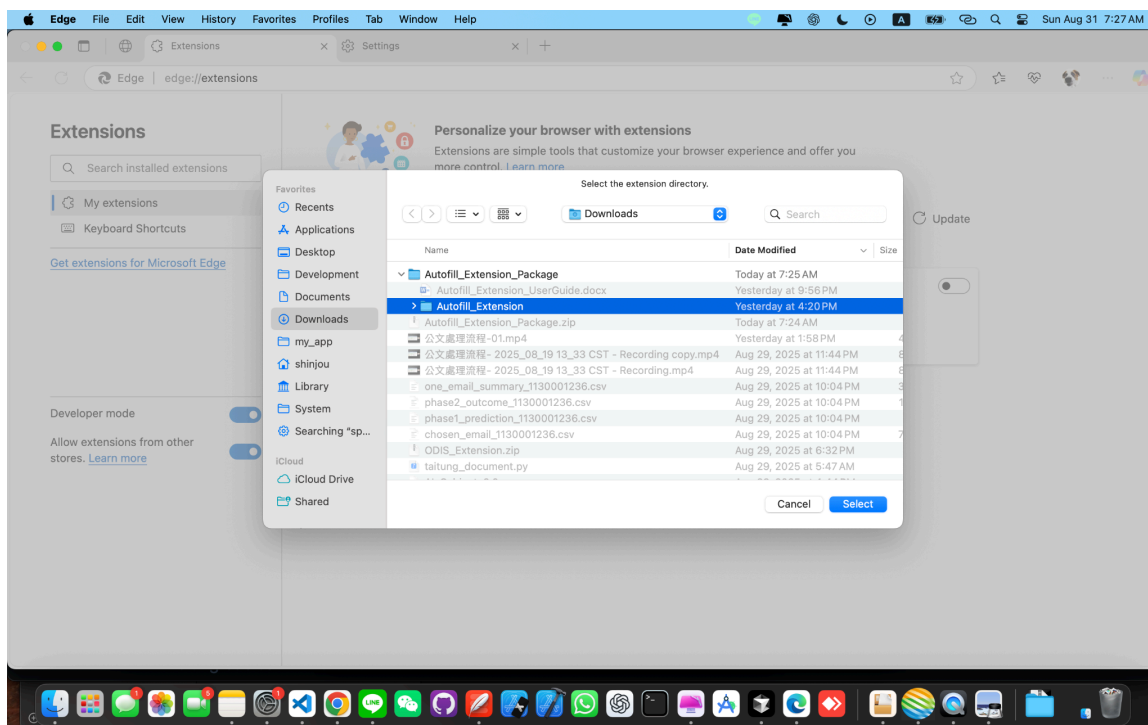 Edge File Edit View History Favorites Profiles Tab Window Help
A
Sun Aug 31 7:27 AM
Extensions
Settings
Edge | edge://extensions
Extensions
Search installed extensions
My extensions
Keyboard Shortcuts
Get extensions for Microsoft Edge
Developer mode
Allow extensions from other
stores. Learn more
Personalize your browser with extensions
Extensions are simple tools that customize your browser experience and offer you
more control. Learn more
Update
Select the extension directory.
Favorites
Recents
Applications
Desktop
Development
Documents
Downloads
my_app
shinjou
Library
System
Searching "sp...
iCloud
iCloud Drive
Shared
Downloads
Search
Name Date Modified Size
Autofill_Extension_Package Today at 7:25 AM
Autofill_Extension_UserGuide.docx Yesterday at 9:56 PM
Autofill_Extension Yesterday at 4:20 PM
Autofill_Extension_Package.zip Today at 7:24 AM
公文處理流程-01.mp4 Yesterday at 1:58 PM
公文處理流程- 2025_08_19 13_33 CST - Recording copy.mp4 Aug 29, 2025 at 11:44 PM
公文處理流程- 2025_08_19 13_33 CST - Recording.mp4 Aug 29, 2025 at 11:44 PM
one_email_summary_1130001236.csv Aug 29, 2025 at 10:04 PM
phase2_outcome_1130001236.csv Aug 29, 2025 at 10:04 PM
phase1_prediction_1130001236.csv Aug 29, 2025 at 10:04 PM
chosen_email_1130001236.csv Aug 29, 2025 at 10:04 PM
ODIS_Extension.zip Aug 29, 2025 at 6:32 PM
taitung_document.py Aug 29, 2025 at 5:47 AM
Cancel Select
LINE